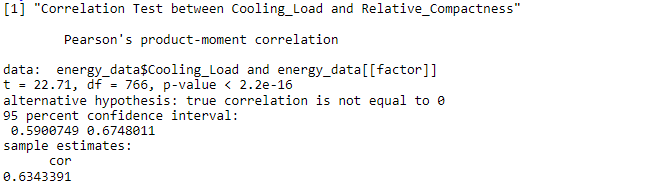 [1] "Correlation Test between Cooling_Load and Relative_Compactness"
Pearson's product-moment correlation
data:  energy_data$Cooling_Load and energy_data[[factor]]
t = 22.71, df = 766, p-value < 2.2e-16
alternative hypothesis: true correlation is not equal to 0
95 percent confidence interval:
0.5900749 0.6748011
sample estimates:
cor
0.6343391